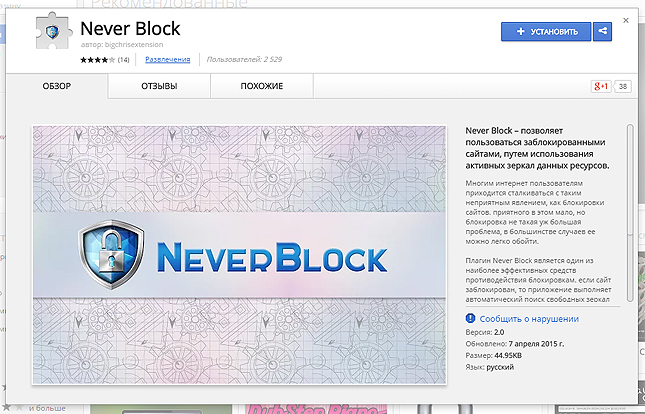 Рекомендованные
Never Block
автор: bigchrisextension
(14)
Развлечения
Пользователей: 2 529
+ УСТАНОВИТЬ
ОБЗОР
ОТЗЫВЫ
ПОХОЖИЕ
g+1
38
NEVERBLOCK
Never Block – позволяет
пользоваться заблокированными
сайтами, путем использования
активных зеркал данных ресурсов.
Многим интернет пользователям
приходится сталкиваться с таким
неприятным явлением, как блокировки
сайтов. приятного в этом мало, но
блокировка не такая уж большая
проблема, в большинстве случаев ее
можно легко обойти.
Плагин Never Block является один из
наиболее эффективных средств
противодействия блокировкам. если сайт
заблокирован, то приложение выполняет
автоматический поиск свободных зеркал
Сообщить о нарушении
Версия: 2.0
Обновлено: 7 апреля 2015 г.
Размер: 44.95KB
Язык: русский
и больше